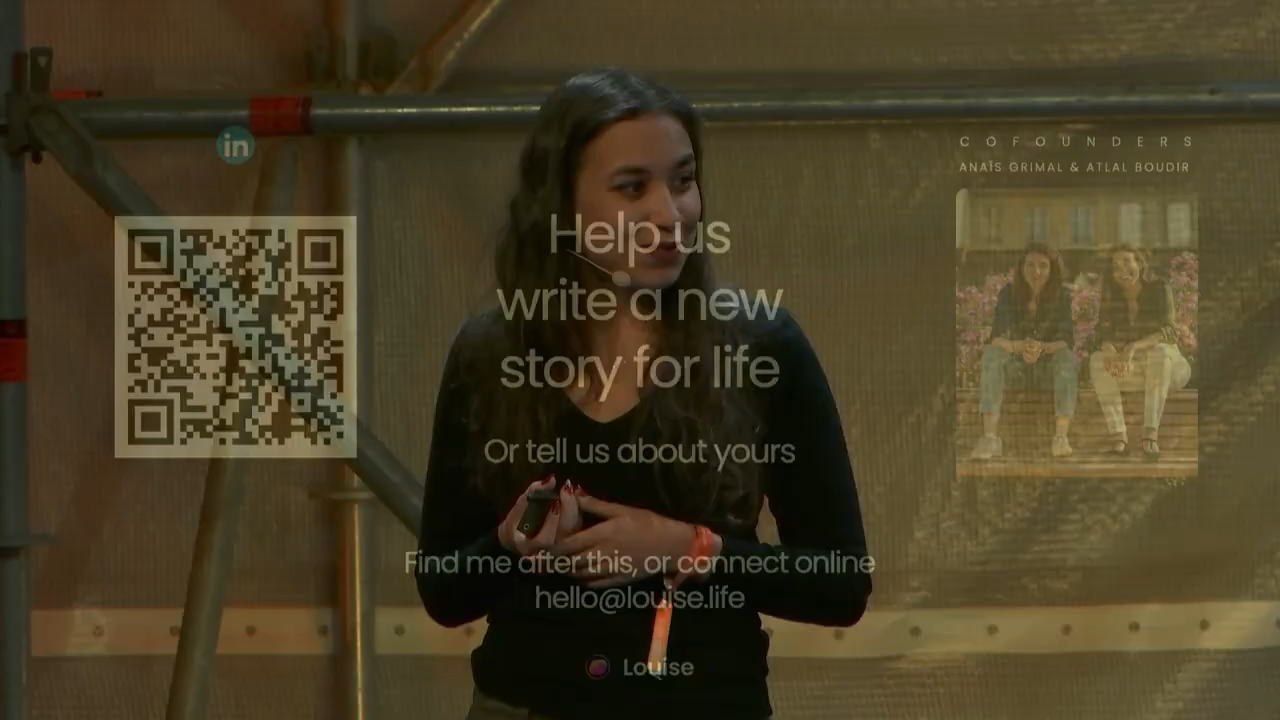 in
COFOUNDERS
ANAÏS GRIMAL & ATLAL BOUDIR
Help us
write a new
story for life
Or tell us about yours
Find me after this, or connect online
hello@louise.life
Louise